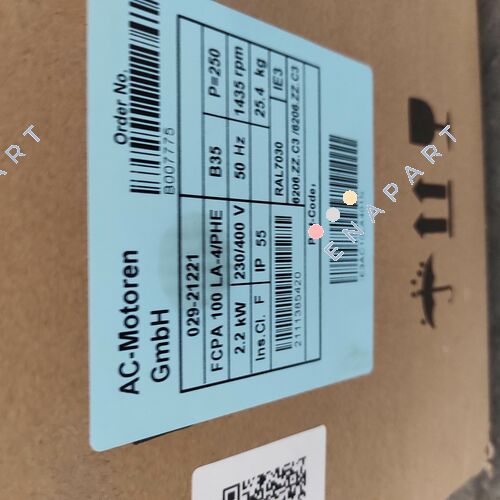 AC-Motoren
GmbH
Order No.
B007775
029-21221
FCPA 100 LA-4/PHE B35 P=250
2.2 kW 230/400 V 50 Hz 1435 rpm
Ins.Cl. F IP 55 25.4 kg
RAL7030 IE3
2111385420 6206.ZZ.C3 /6206.ZZ.C3
-Code:
ENAPART
ART